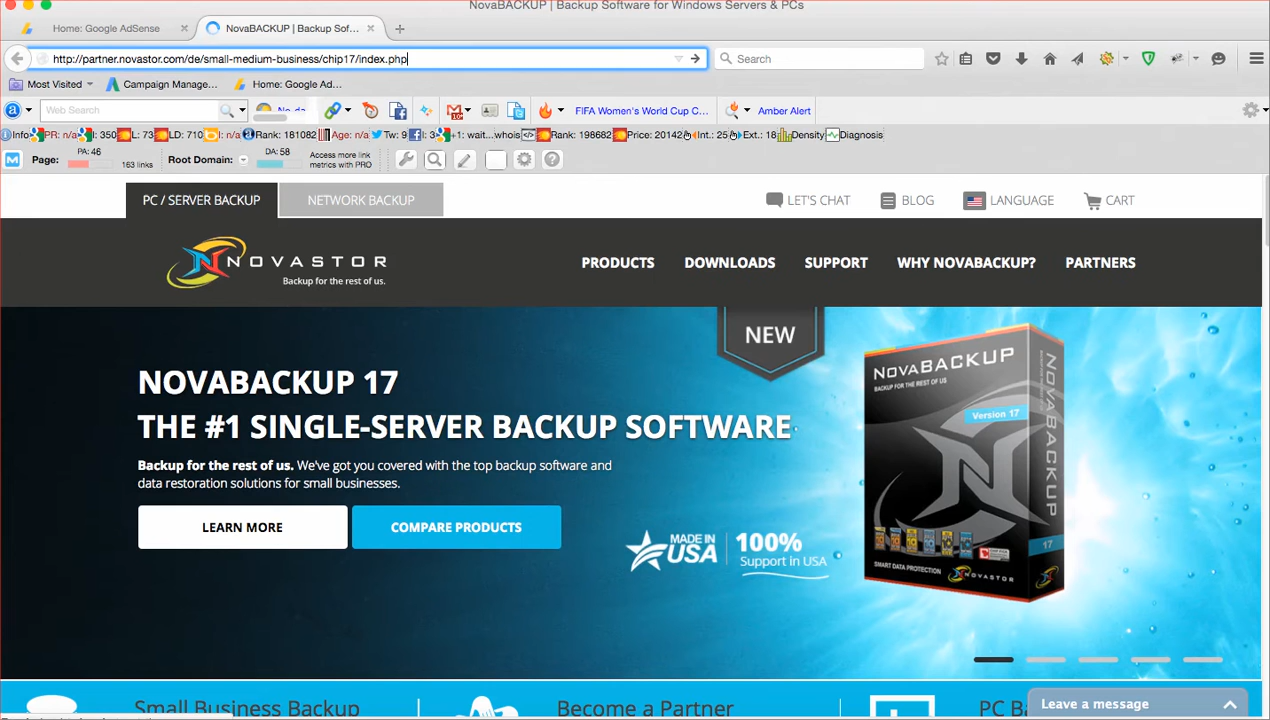 NovaBACKUP | Backup Software for Windows Servers & PCs
Home: Google AdSense
NovaBACKUP | Backup Sof...
http://partner.novastor.com/de/small-medium-business/chip17/index.php
Search
Most Visited
Campaign Manage...
Home: Google Ad...
Web Search
FIFA Women's World Cup C...
Amber Alert
Info PR: n/a I: 350 L: 73 LD: 710 I: n/a Rank: 181082 Age: n/a Tw: 9 l: 3 +1: wait... whois Rank: 198682 Price: 20142 Int.: 25 Ext.: 18 Density Diagnosis
Page:
PA: 46
163 links
Root Domain:
DA: 58
Access more link
metrics with PRO
PC / SERVER BACKUP
NETWORK BACKUP
LET'S CHAT
BLOG
LANGUAGE
CART
NOVASTOR
Backup for the rest of us.
PRODUCTS
DOWNLOADS
SUPPORT
WHY NOVABACKUP?
PARTNERS
NEW
NOVABACKUP 17
THE #1 SINGLE-SERVER BACKUP SOFTWARE
Backup for the rest of us. We've got you covered with the top backup software and
data restoration solutions for small businesses.
LEARN MORE
COMPARE PRODUCTS
MADE IN
USA
100%
Support in USA
NOVABACKUP
BACKUP FOR THE REST OF US
Version 17
SMART DATA PROTECTION
NOVASTOR
NOVABACKUP
17
Small Business Backup
Become a Partner
PC Ba
Leave a message